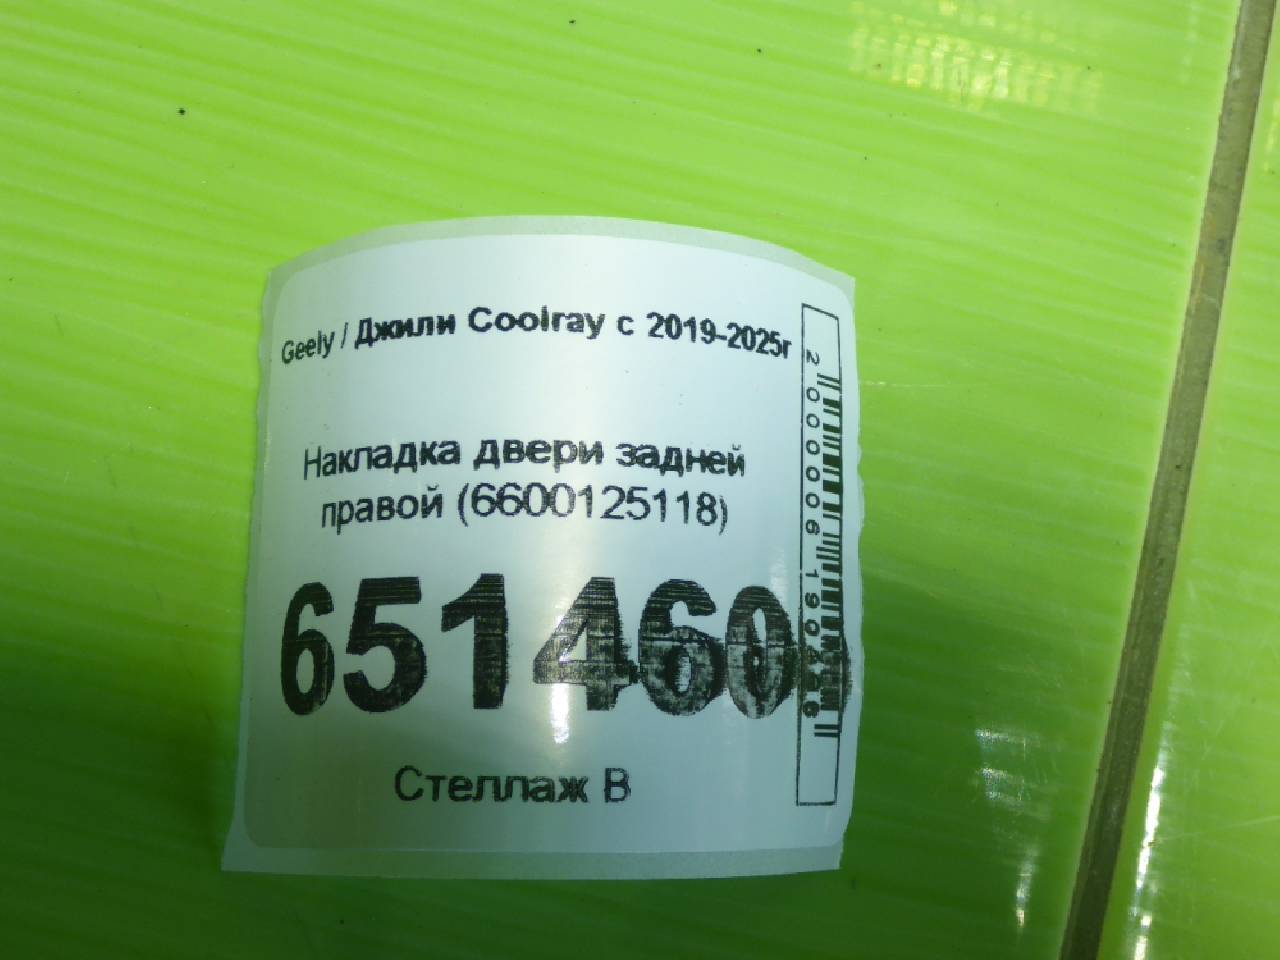 Geely / Джили Coolray с 2019-2025г
Накладка двери задней
правой (6600125118)
651460
Стеллаж В